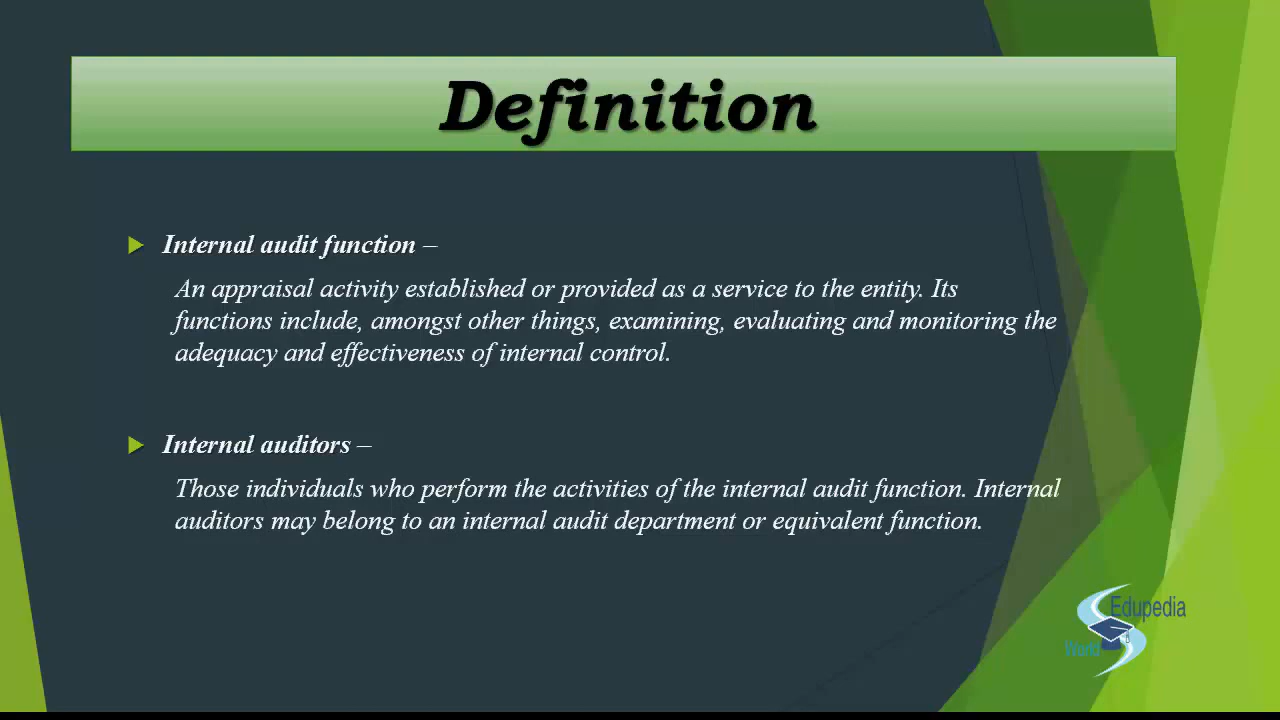 Definition
Internal audit function –
An appraisal activity established or provided as a service to the entity. Its
functions include, amongst other things, examining, evaluating and monitoring the
adequacy and effectiveness of internal control.
Internal auditors –
Those individuals who perform the activities of the internal audit function. Internal
auditors may belong to an internal audit department or equivalent function.
Edupedia
World